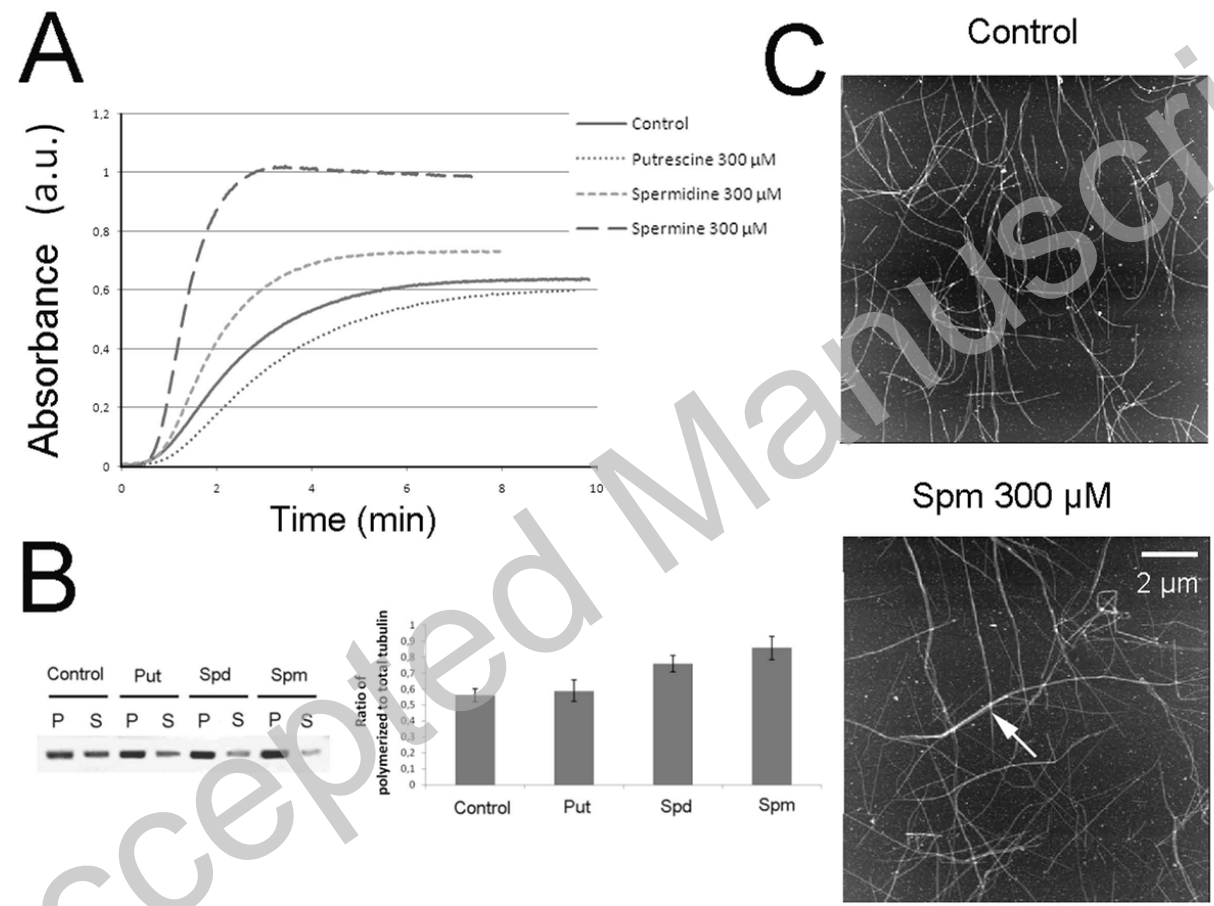 A
Absorbance (a.u.)
1,2
1
0,8
0,6
0,4
0,2
0
0 2 4 6 8 10
Time (min)
Control
Putrescine 300 µM
Spermidine 300 µM
Spermine 300 µM
B
Control Put Spd Spm
P S P S P S P S
Ratio of
polymerized to total tubulin
1
0,9
0,8
0,7
0,6
0,5
0,4
0,3
0,2
0,1
0
Control Put Spd Spm
C
Control
Spm 300 µM
2 µm
ccepted Manuscri